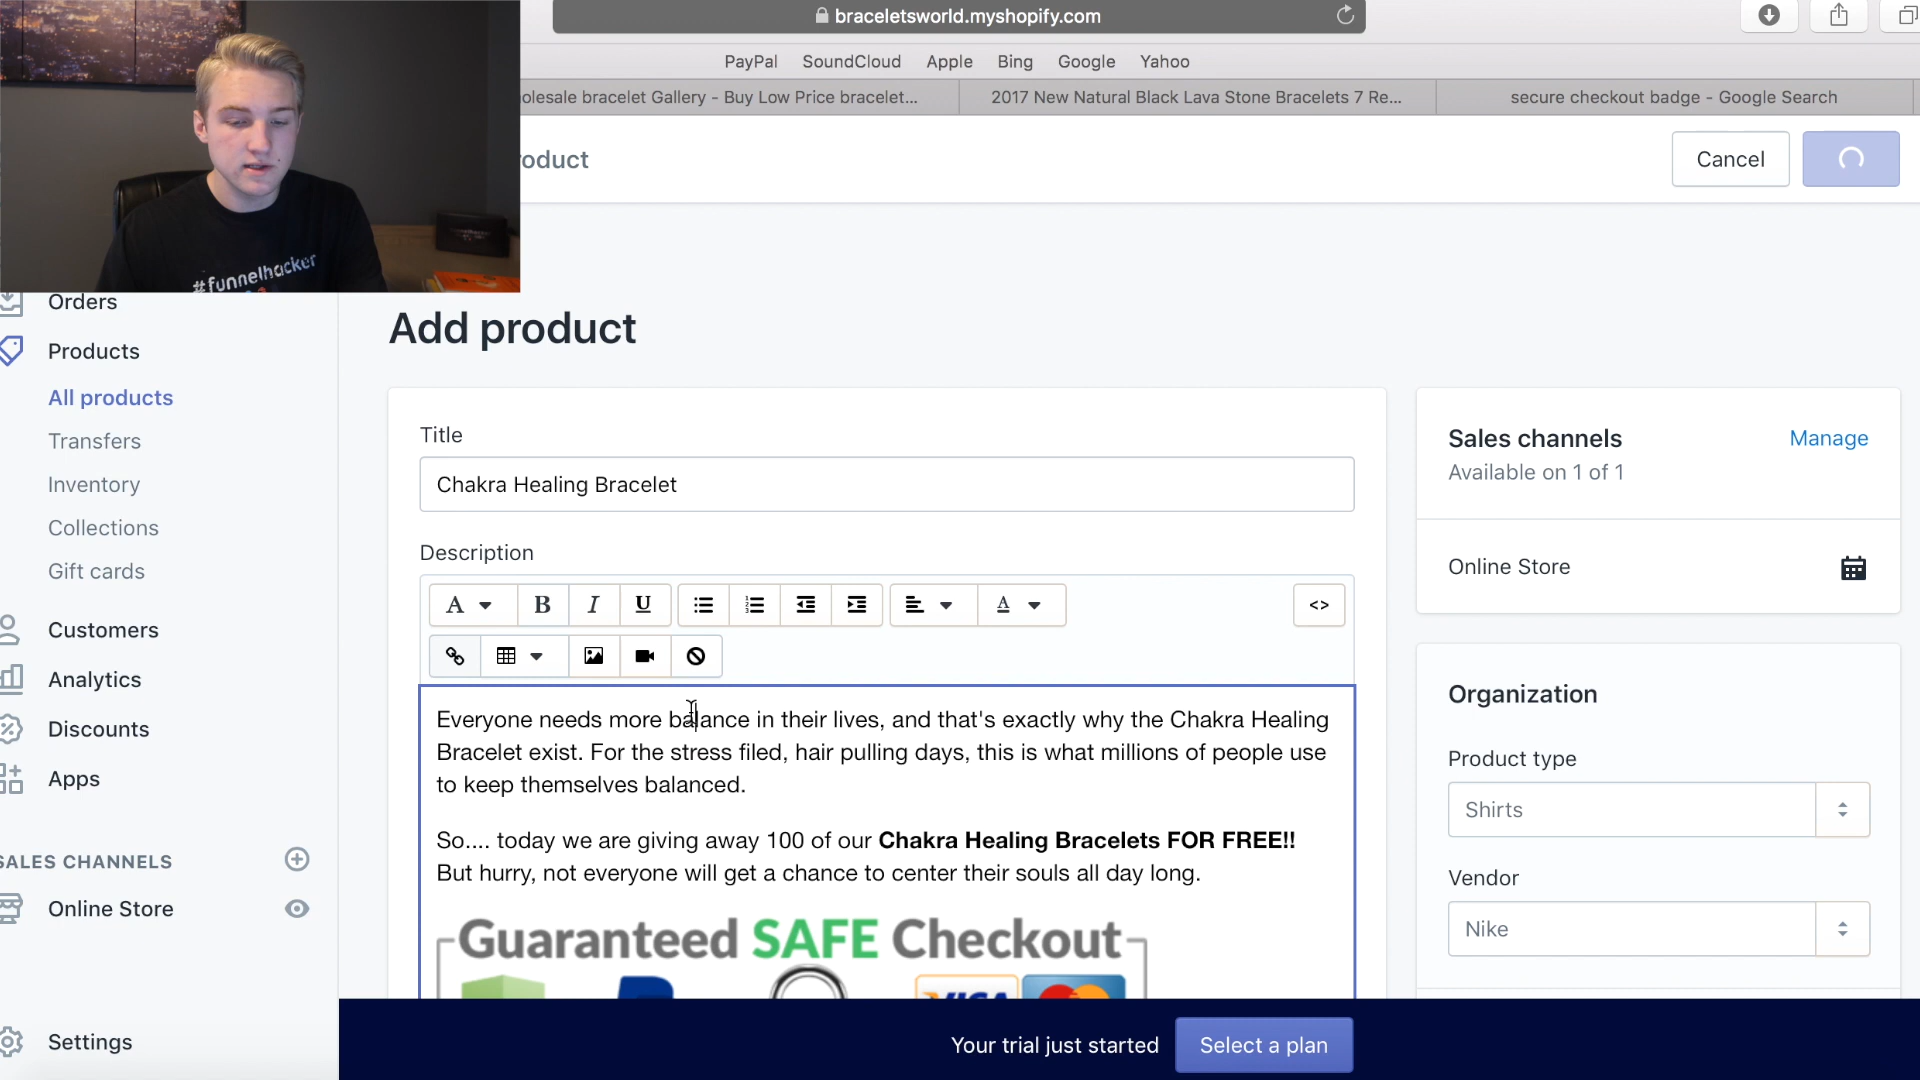 braceletsworld.myshopify.com
PayPal SoundCloud Apple Bing Google Yahoo
olesale bracelet Gallery - Buy Low Price bracelet...
2017 New Natural Black Lava Stone Bracelets 7 Re...
secure checkout badge - Google Search
oduct
Cancel
#funnelhacker
Orders
Products
All products
Transfers
Inventory
Collections
Gift cards
Customers
Analytics
Discounts
Apps
SALES CHANNELS
Online Store
Settings
Add product
Title
Chakra Healing Bracelet
Description
A B I U A <>
Everyone needs more balance in their lives, and that's exactly why the Chakra Healing
Bracelet exist. For the stress filed, hair pulling days, this is what millions of people use
to keep themselves balanced.
So.... today we are giving away 100 of our Chakra Healing Bracelets FOR FREE!!
But hurry, not everyone will get a chance to center their souls all day long.
Guaranteed SAFE Checkout
VISA
Sales channels
Manage
Available on 1 of 1
Online Store
Organization
Product type
Shirts
Vendor
Nike
Your trial just started
Select a plan